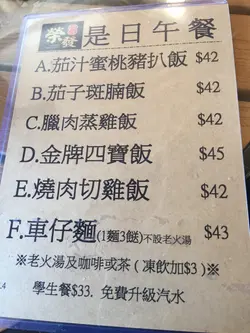 榮發 是日午餐
A.茄汁蜜桃豬扒飯 $42
B.茄子斑腩飯 $42
C.臘肉蒸雞飯 $42
D.金牌四寶飯 $45
E.燒肉切雞飯 $42
F.車仔麵(1麵3餸)不設老火湯 $43
※老火湯及咖啡或茶(凍飲加$3)※
學生餐$33. 免費升級汽水